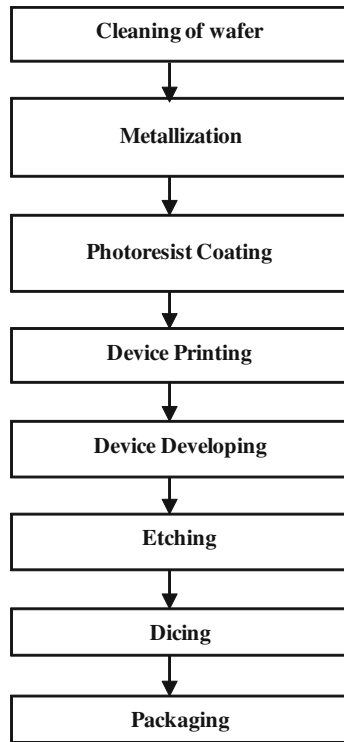 Cleaning of wafer
Metallization
Photoresist Coating
Device Printing
Device Developing
Etching
Dicing
Packaging